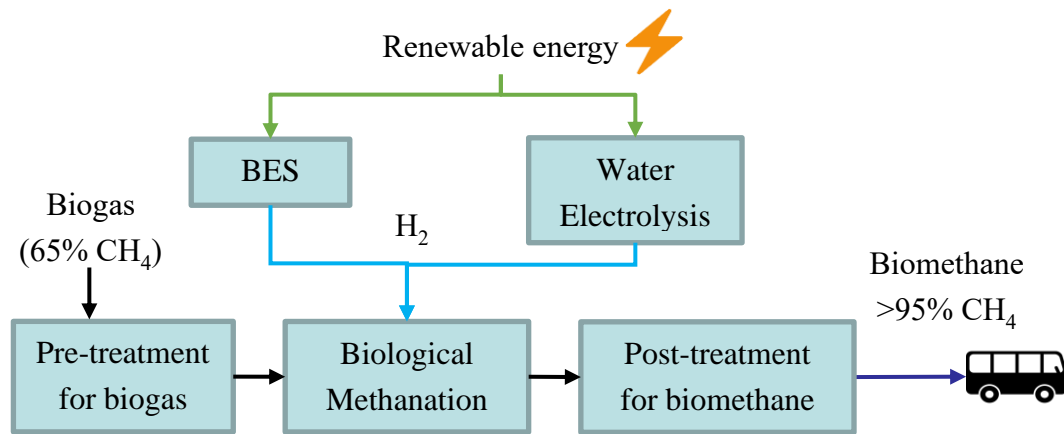 Renewable energy
BES
Water
Electrolysis
Biogas
(65% CH₄)
H₂
Biomethane
>95% CH₄
Pre-treatment
for biogas
Biological
Methanation
Post-treatment
for biomethane